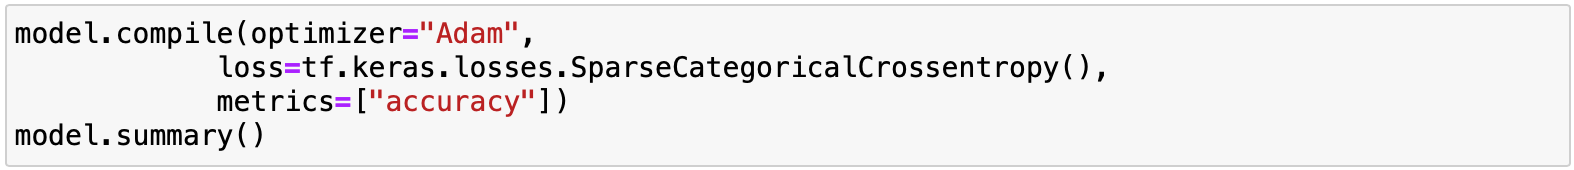 model.compile(optimizer="Adam",
            loss=tf.keras.losses.SparseCategoricalCrossentropy(),
            metrics=["accuracy"])
model.summary()